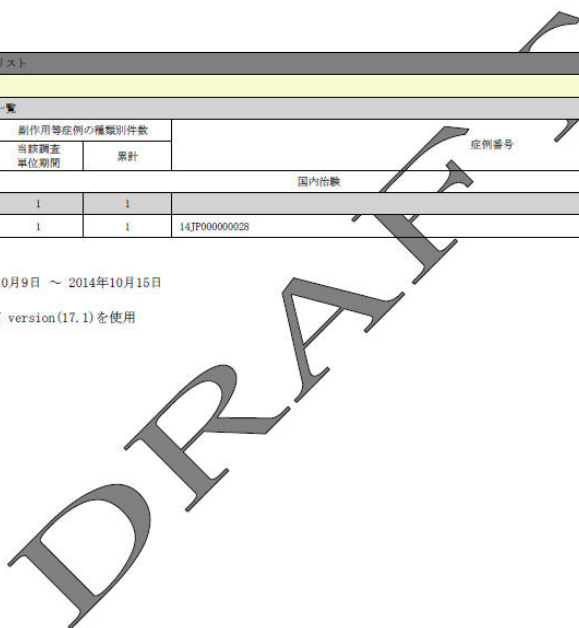 リスト
一覧
副作用等症例の種類別件数
症例番号
当該調査
単位期間
累計
国内治験
1 1
1 1 14JP000000028
0月9日 ～ 2014年10月15日
version(17.1)を使用
DRAFT